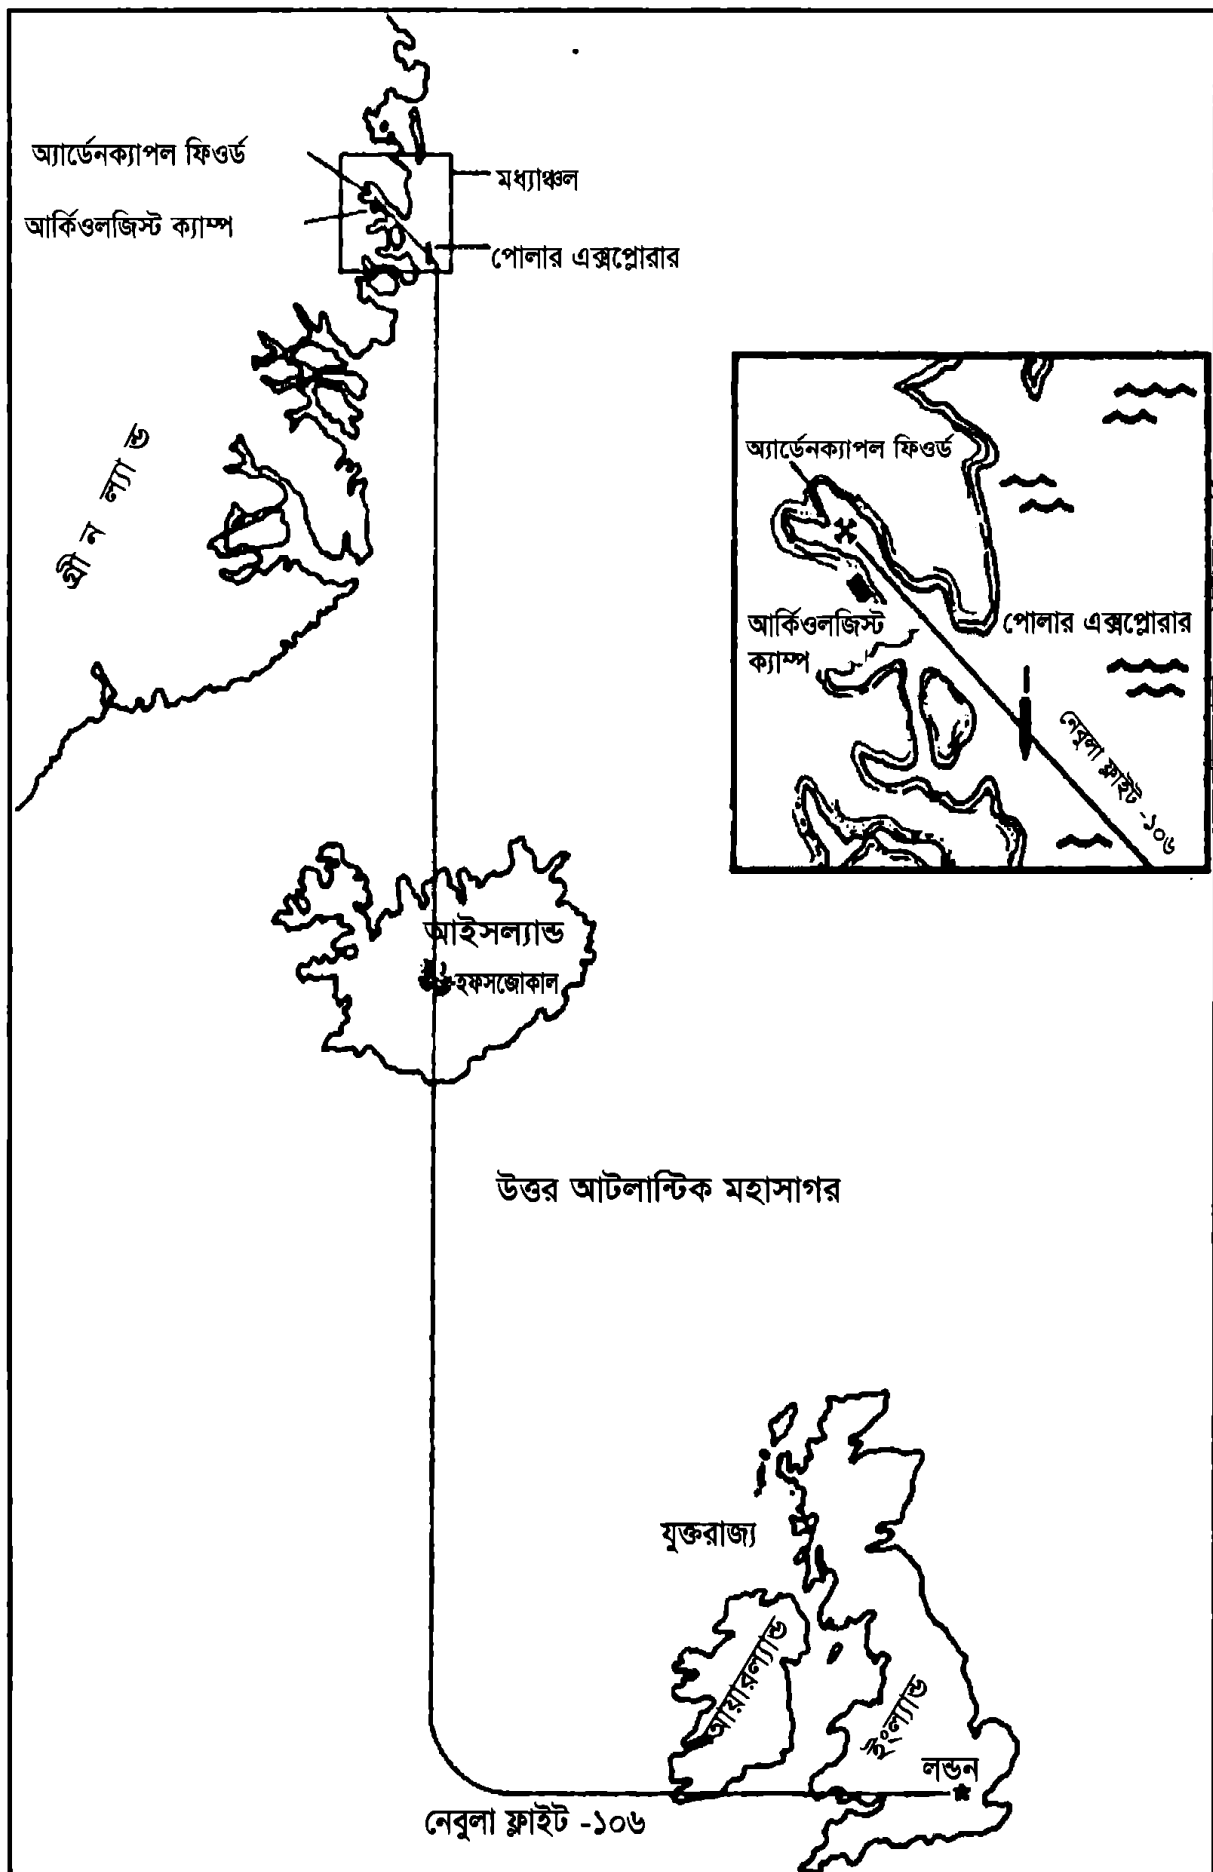 অ্যার্ডেনক্যাপল ফিওর্ড
মধ্যাঞ্চল
আর্কিওলজিস্ট ক্যাম্প
পোলার এক্সপ্লোরার
গ্রীনল্যান্ড
অ্যার্ডেনক্যাপল ফিওর্ড
আর্কিওলজিস্ট
ক্যাম্প
পোলার এক্সপ্লোরার
নেবুলা ফ্লাইট -১০৬
আইসল্যান্ড
হফসজোকাল
উত্তর আটলান্টিক মহাসাগর
যুক্তরাজ্য
আয়ারল্যান্ড
ইংল্যান্ড
লন্ডন
নেবুলা ফ্লাইট -১০৬